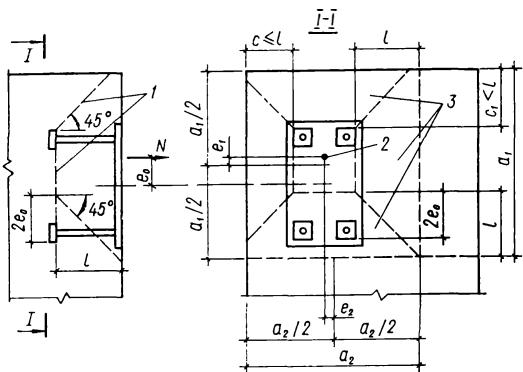 I
I-I
c≤l
l
1
a₁/2
c₁<l
3
45°
N
e₁
2
a₁
e₀
a₁/2
2e₀
45°
2e₀
l
l
I
e₂
a₂/2
a₂/2
a₂